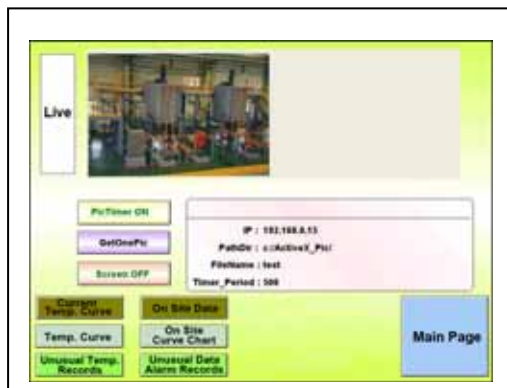 Live
PicTimer ON
GetOnePic
Screen OFF
IP : 192.168.0.15
PathDir : c:/ActiveX_Pic/
FileName : test
Timer_Period : 500
Current
Temp. Curve
On Site Data
Temp. Curve
On Site
Curve Chart
Unusual Temp.
Records
Unusual Data
Alarm Records
Main Page